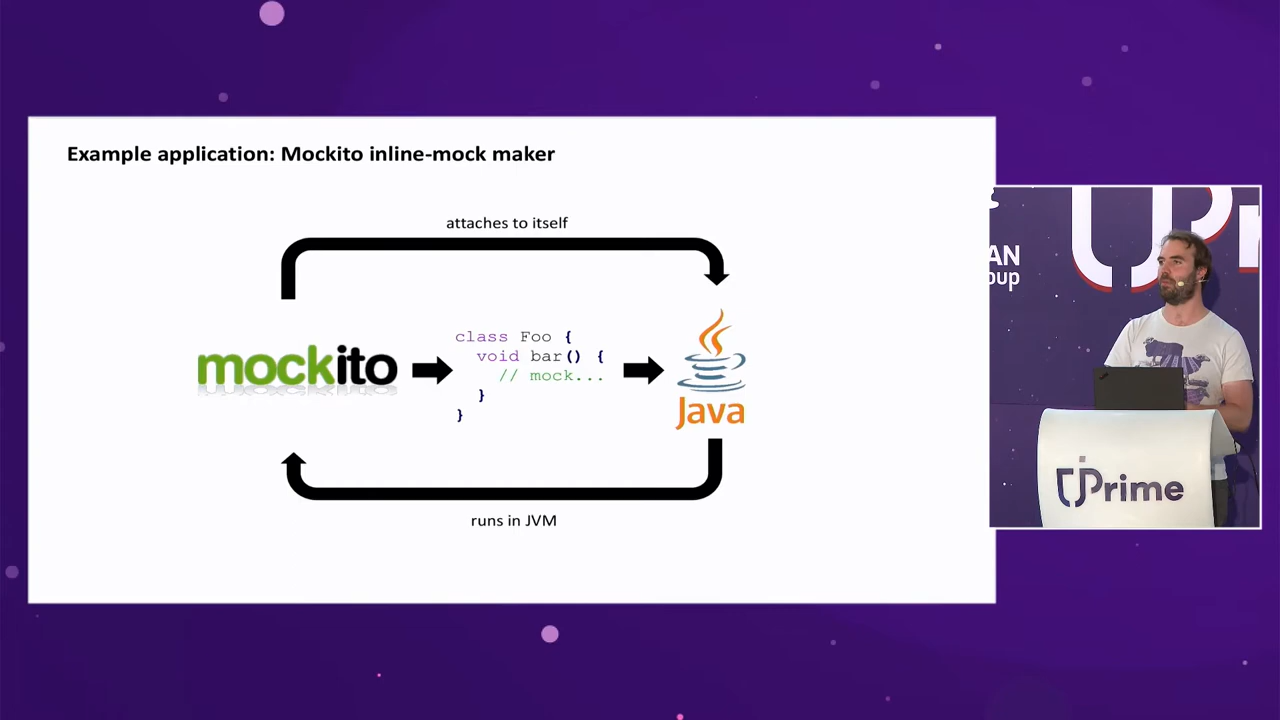 Example application: Mockito inline-mock maker
attaches to itself
mockito
class Foo {
void bar() {
// mock...
}
}
Java
runs in JVM
AN
oup
JPrime